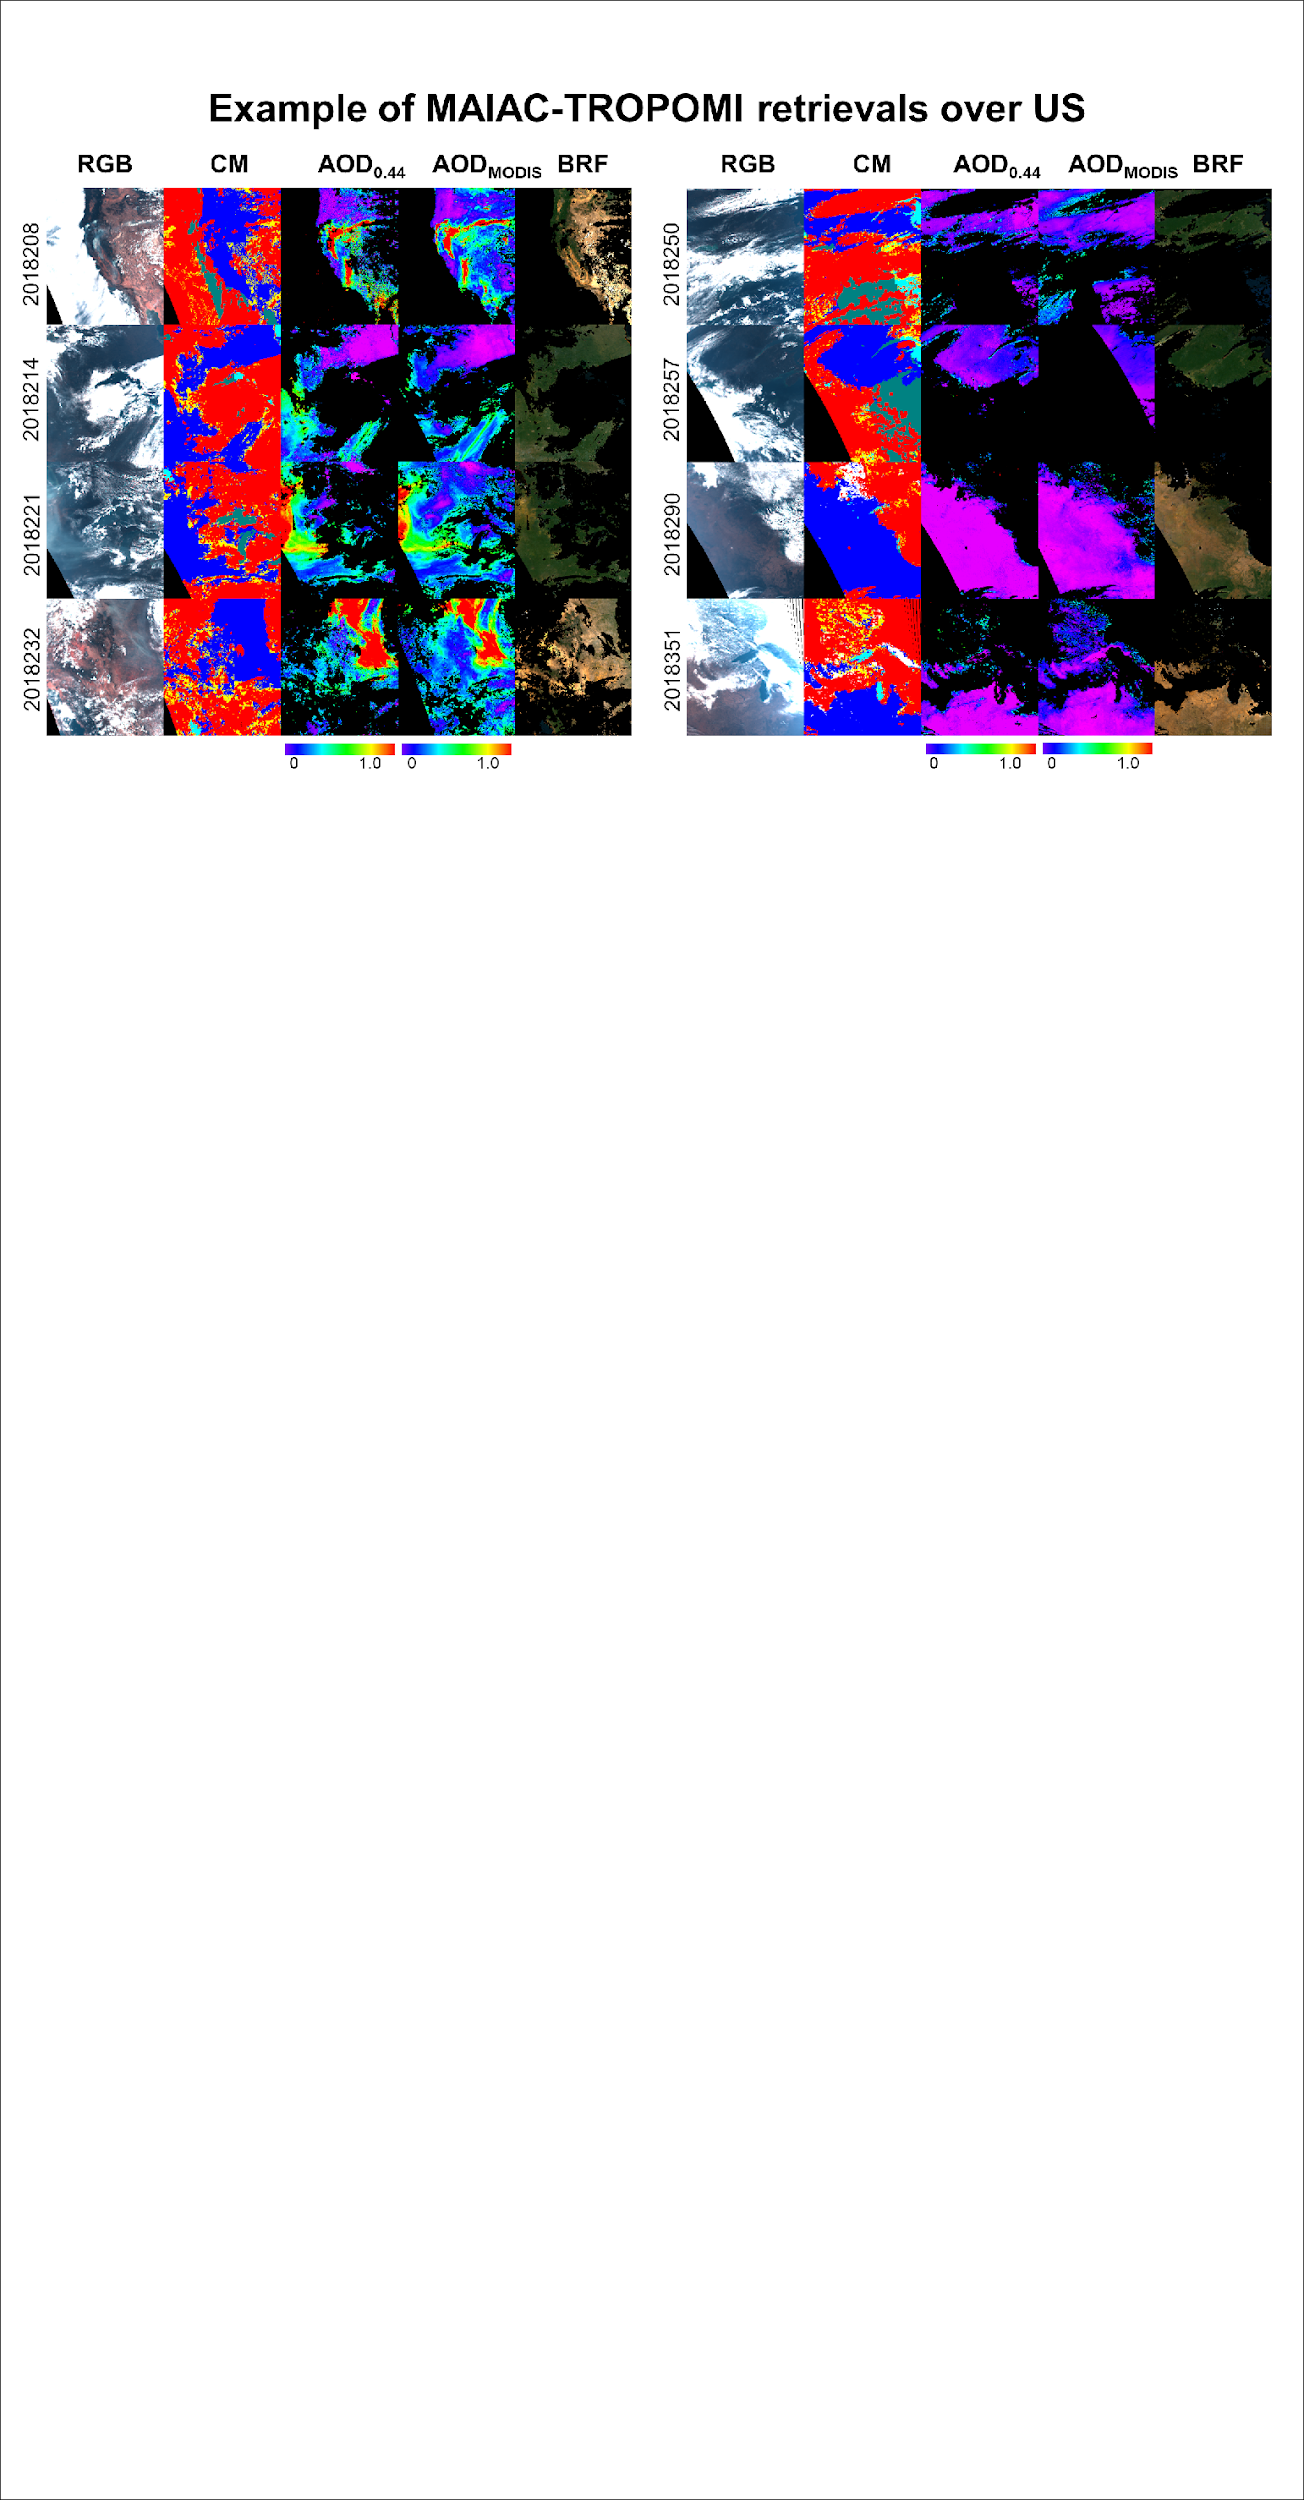 Example of MAIAC-TROPOMI retrievals over US
RGB CM AOD0.44 AODMODIS BRF
2018208
2018214
2018221
2018232
0 1.0 0 1.0
RGB CM AOD0.44 AODMODIS BRF
2018250
2018257
2018290
2018351
0 1.0 0 1.0